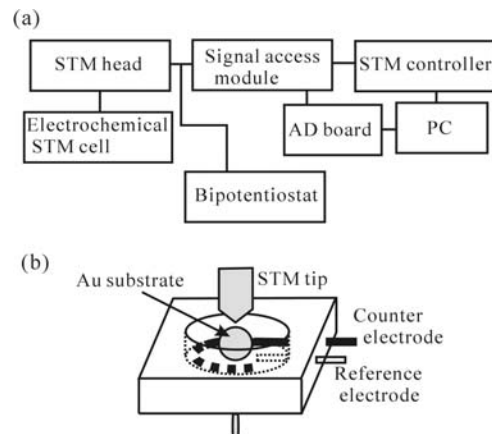 (a)
STM head
Signal access
module
STM controller
Electrochemical
STM cell
AD board
PC
Bipotentiostat
(b)
Au substrate
STM tip
Counter
electrode
Reference
electrode